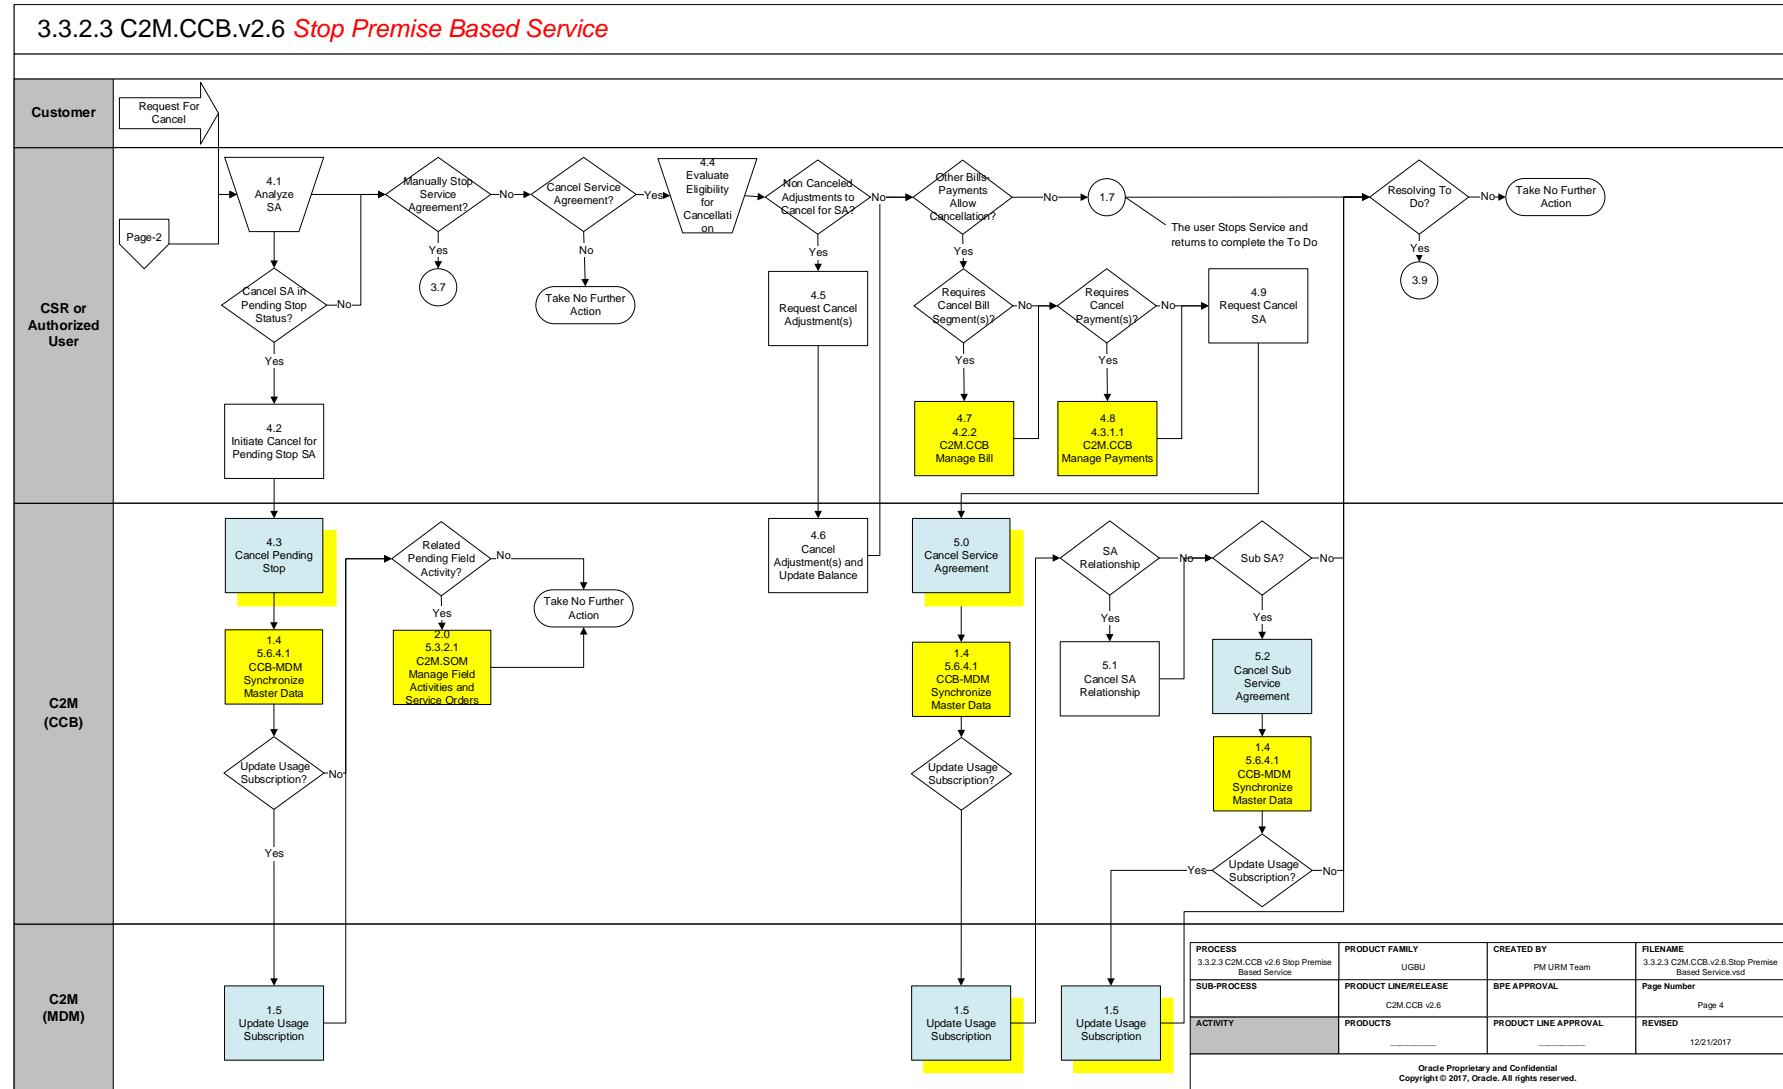 3.3.2.3 C2M.CCB.v2.6 Stop Premise Based Service
Customer
Request For
Cancel
CSR or
Authorized
User
Page-2
4.1
Analyze
SA
Manually Stop
Service
Agreement?
No
Cancel Service
Agreement?
Yes
4.4
Evaluate
Eligibility
for
Cancellati
on
Non Canceled
Adjustments to
Cancel for SA?
No
Other Bills-
Payments
Allow
Cancellation?
No
1.7
The user Stops Service and
returns to complete the To Do
Resolving To
Do?
No
Take No Further
Action
Yes
3.9
Yes
3.7
No
Take No Further
Action
Cancel SA in
Pending Stop
Status?
No
Yes
4.2
Initiate Cancel for
Pending Stop SA
Yes
4.5
Request Cancel
Adjustment(s)
Yes
Requires
Cancel Bill
Segment(s)?
No
Requires
Cancel
Payment(s)?
No
4.9
Request Cancel
SA
Yes
4.7
4.2.2
C2M.CCB
Manage Bill
Yes
4.8
4.3.1.1
C2M.CCB
Manage Payments
C2M
(CCB)
4.3
Cancel Pending
Stop
Related
Pending Field
Activity?
No
Take No Further
Action
Yes
2.0
5.3.2.1
C2M.SOM
Manage Field
Activities and
Service Orders
1.4
5.6.4.1
CCB-MDM
Synchronize
Master Data
Update Usage
Subscription?
No
Yes
4.6
Cancel
Adjustment(s) and
Update Balance
5.0
Cancel Service
Agreement
1.4
5.6.4.1
CCB-MDM
Synchronize
Master Data
Update Usage
Subscription?
SA
Relationship
No
Yes
5.1
Cancel SA
Relationship
Sub SA?
No
Yes
5.2
Cancel Sub
Service
Agreement
1.4
5.6.4.1
CCB-MDM
Synchronize
Master Data
Update Usage
Subscription?
Yes
No
C2M
(MDM)
1.5
Update Usage
Subscription
1.5
Update Usage
Subscription
1.5
Update Usage
Subscription
PROCESS
3.3.2.3 C2M.CCB v2.6 Stop Premise
Based Service
PRODUCT FAMILY
UGBU
CREATED BY
PM URM Team
FILENAME
3.3.2.3 C2M.CCB.v2.6.Stop Premise
Based Service.vsd
SUB-PROCESS
PRODUCT LINE/RELEASE
C2M.CCB v2.6
BPE APPROVAL
Page Number
Page 4
ACTIVITY
PRODUCTS
PRODUCT LINE APPROVAL
REVISED
12/21/2017
Oracle Proprietary and Confidential
Copyright © 2017, Oracle. All rights reserved.